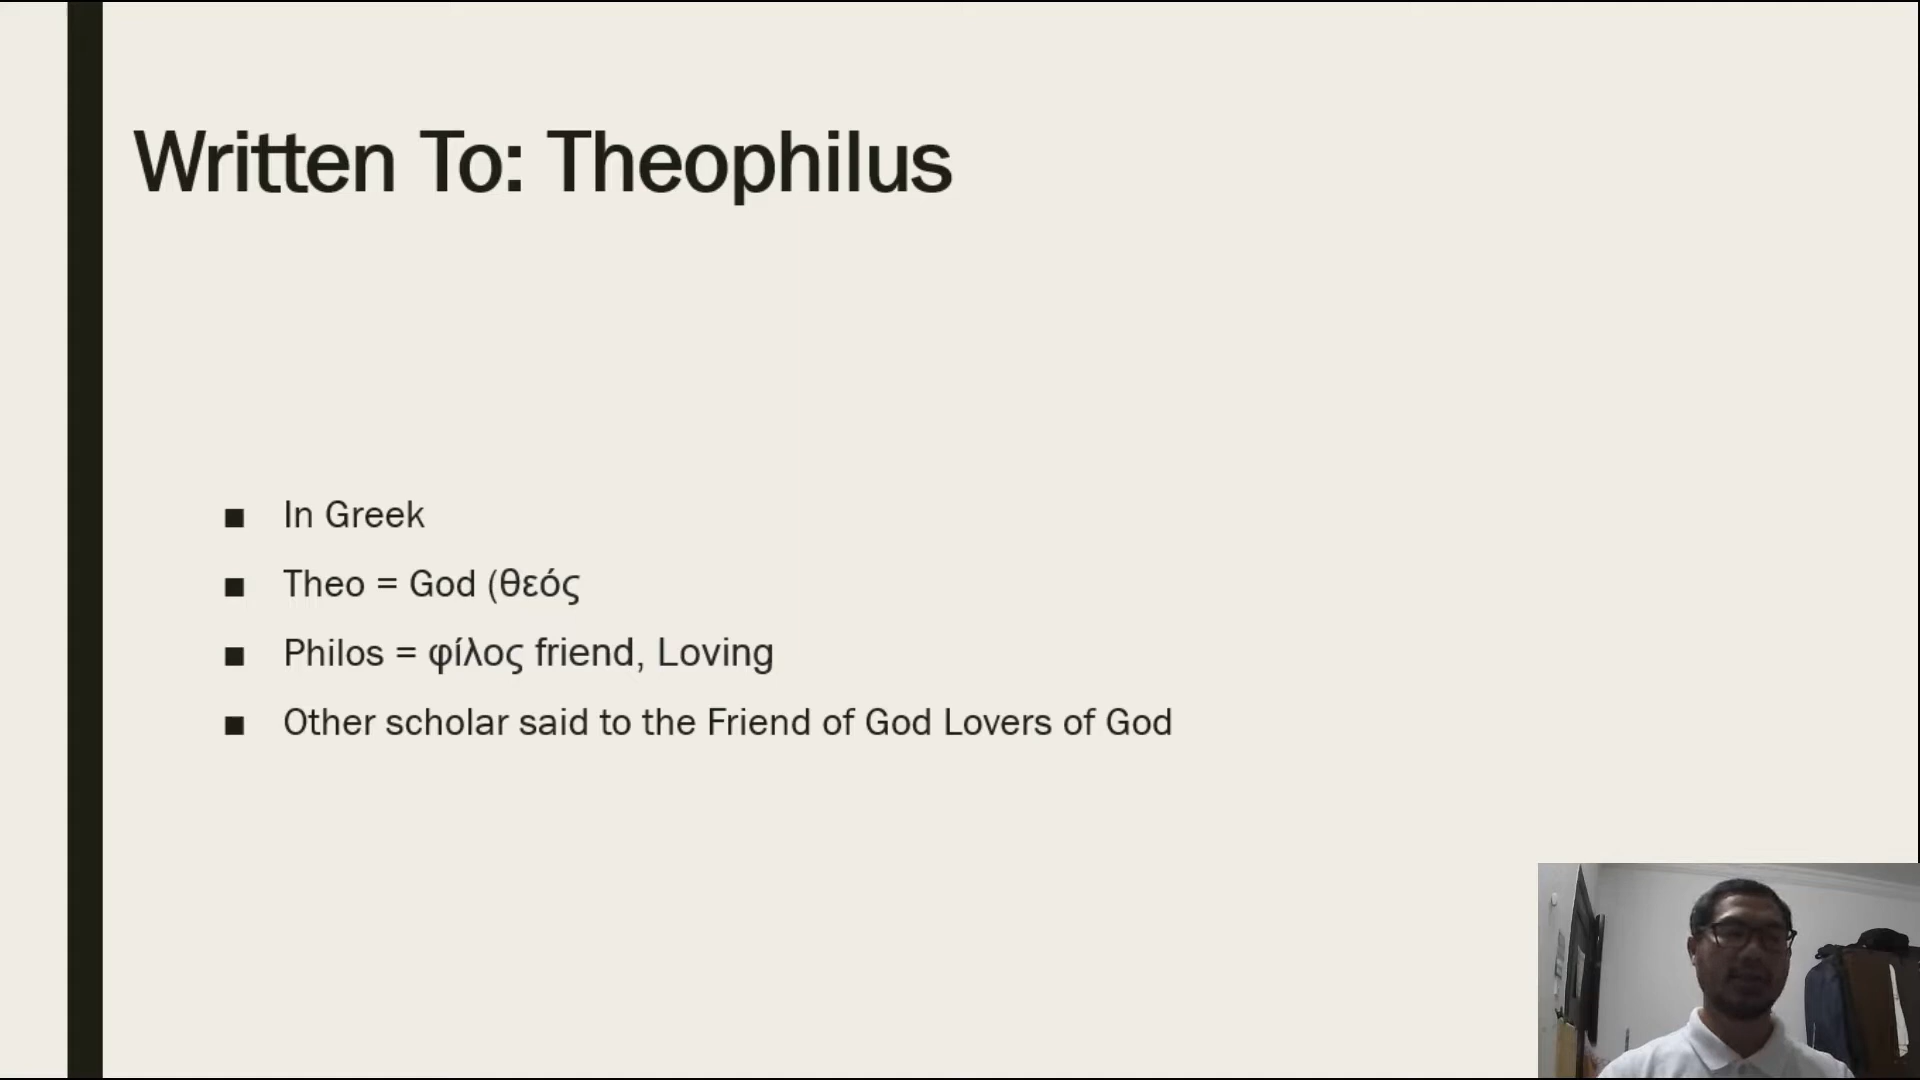 Written To: Theophilus
■ In Greek
■ Theo = God (θεός
■ Philos = φίλος friend, Loving
■ Other scholar said to the Friend of God Lovers of God